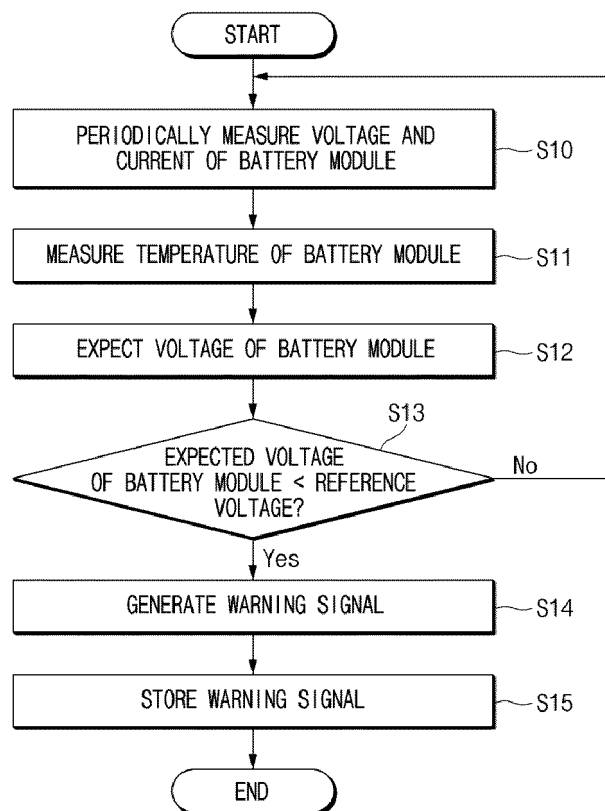 START
PERIODICALLY MEASURE VOLTAGE AND
CURRENT OF BATTERY MODULE
S10
MEASURE TEMPERATURE OF BATTERY MODULE
S11
EXPECT VOLTAGE OF BATTERY MODULE
S12
S13
EXPECTED VOLTAGE
OF BATTERY MODULE < REFERENCE
VOLTAGE?
No
Yes
GENERATE WARNING SIGNAL
S14
STORE WARNING SIGNAL
S15
END